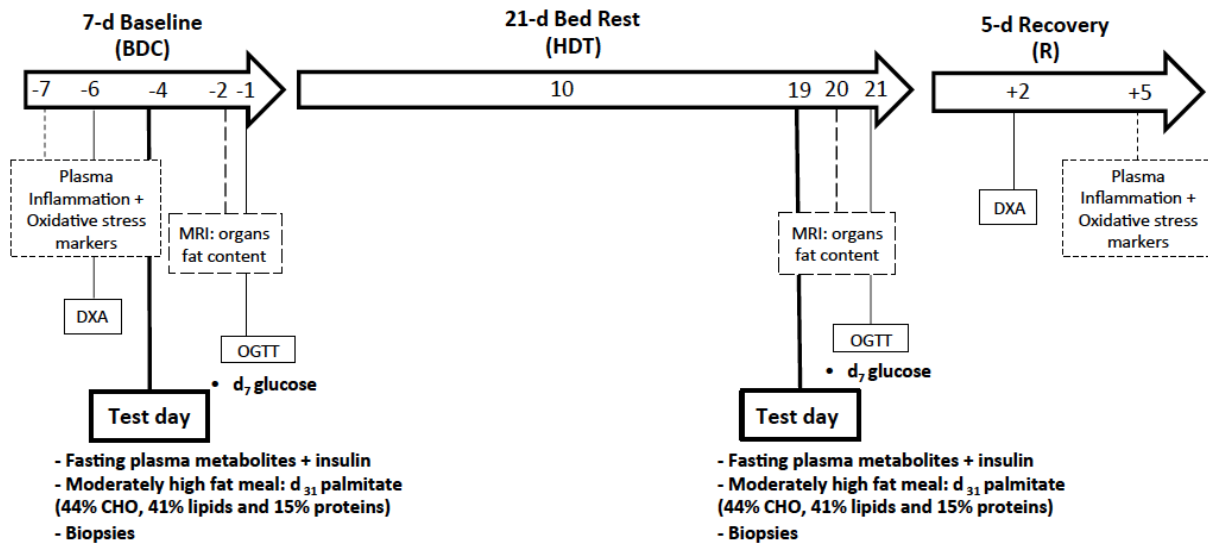 7-d Baseline
(BDC)
21-d Bed Rest
(HDT)
5-d Recovery
(R)
-7 -6 -4 -2 -1
10 19 20 21
+2 +5
Plasma
Inflammation +
Oxidative stress
markers
MRI: organs
fat content
DXA
OGTT
• d7 glucose
Test day
- Fasting plasma metabolites + insulin
- Moderately high fat meal: d31 palmitate
(44% CHO, 41% lipids and 15% proteins)
- Biopsies
MRI: organs
fat content
OGTT
• d7 glucose
Test day
- Fasting plasma metabolites + insulin
- Moderately high fat meal: d31 palmitate
(44% CHO, 41% lipids and 15% proteins)
- Biopsies
DXA
Plasma
Inflammation +
Oxidative stress
markers